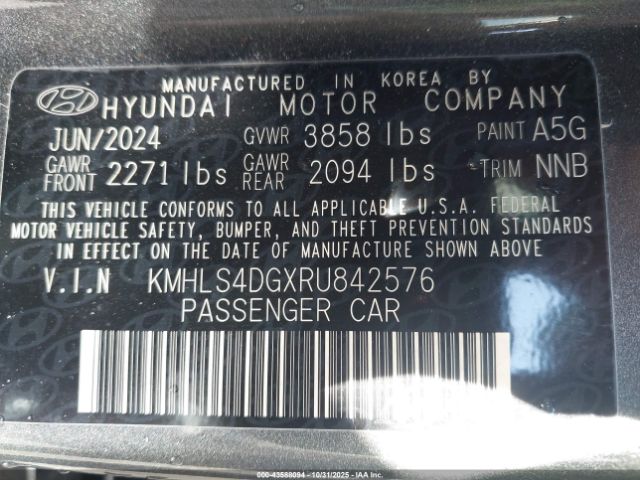 MANUFACTURED IN KOREA BY
HYUNDAI MOTOR COMPANY
JUN/2024 GVWR 3858 lbs PAINT A5G
GAWR FRONT 2271 lbs GAWR REAR 2094 lbs TRIM NNB
THIS VEHICLE CONFORMS TO ALL APPLICABLE U.S.A. FEDERAL
MOTOR VEHICLE SAFETY, BUMPER, AND THEFT PREVENTION STANDARDS
IN EFFECT ON THE DATE OF MANUFACTURE SHOWN ABOVE.
V.I.N KMHLS4DGXRU842576
PASSENGER CAR
000-43588094 - 10/31/2025 - IAA Inc.